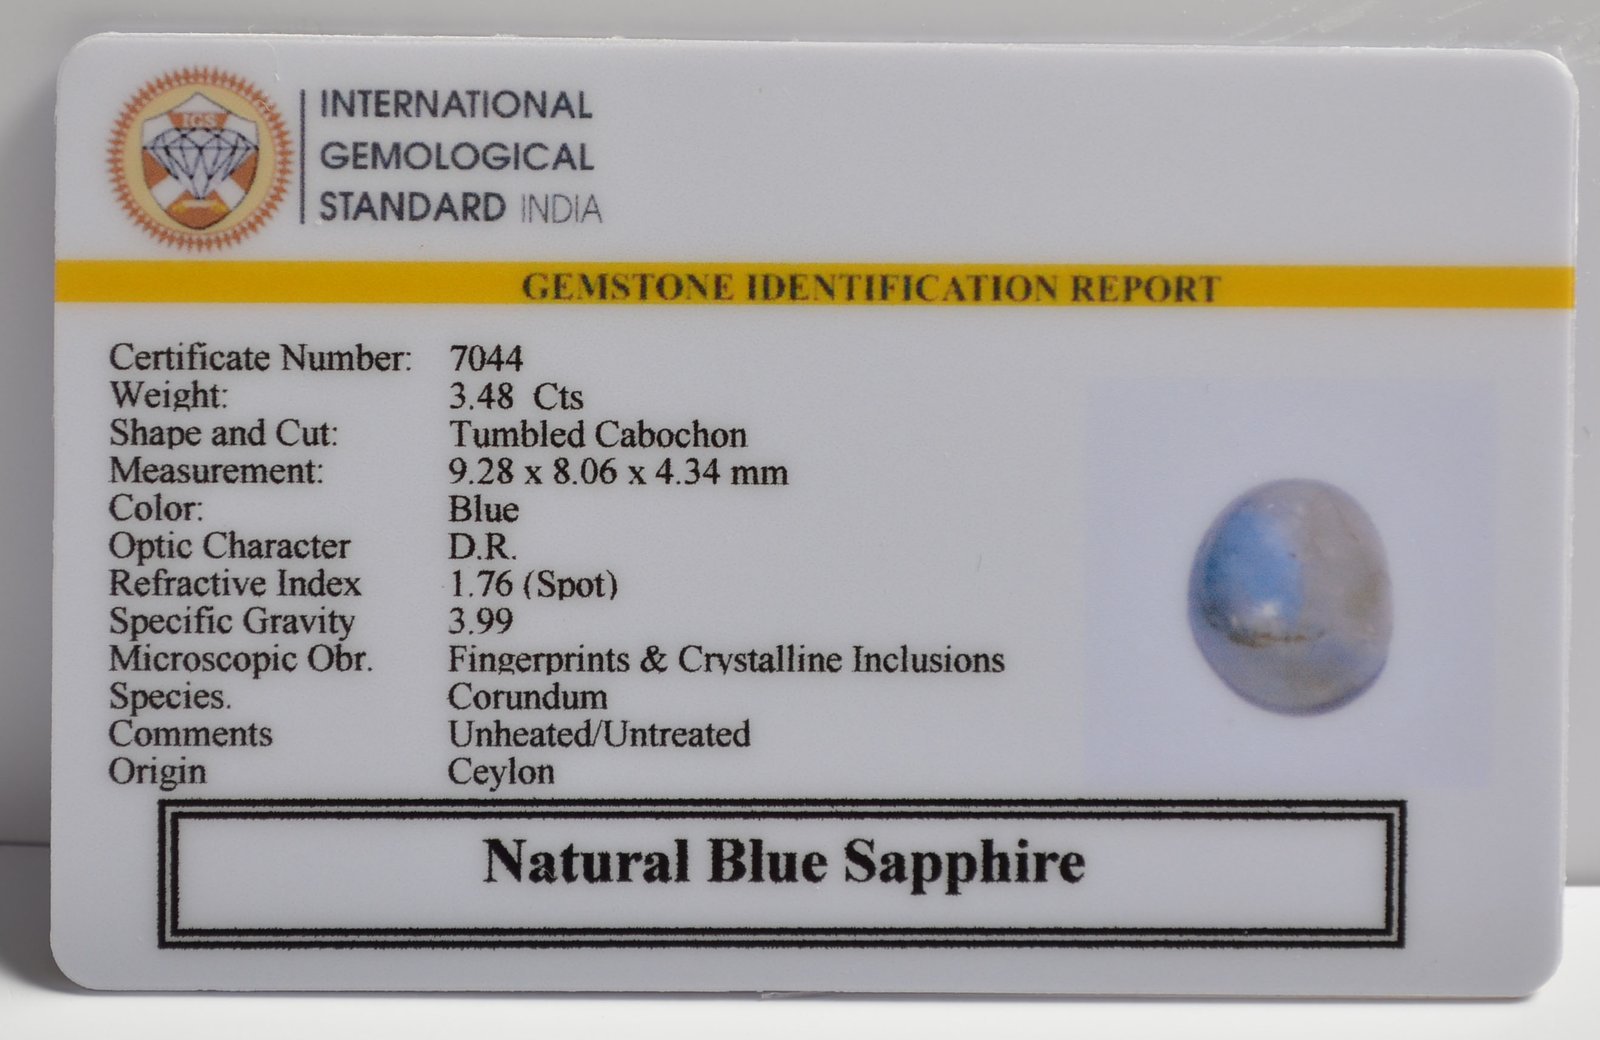 IGS
INTERNATIONAL
GEMOLOGICAL
STANDARD INDIA
GEMSTONE IDENTIFICATION REPORT
Certificate Number: 7044
Weight: 3.48 Cts
Shape and Cut: Tumbled Cabochon
Measurement: 9.28 x 8.06 x 4.34 mm
Color: Blue
Optic Character D.R.
Refractive Index 1.76 (Spot)
Specific Gravity 3.99
Microscopic Obr. Fingerprints & Crystalline Inclusions
Species. Corundum
Comments Unheated/Untreated
Origin Ceylon
Natural Blue Sapphire